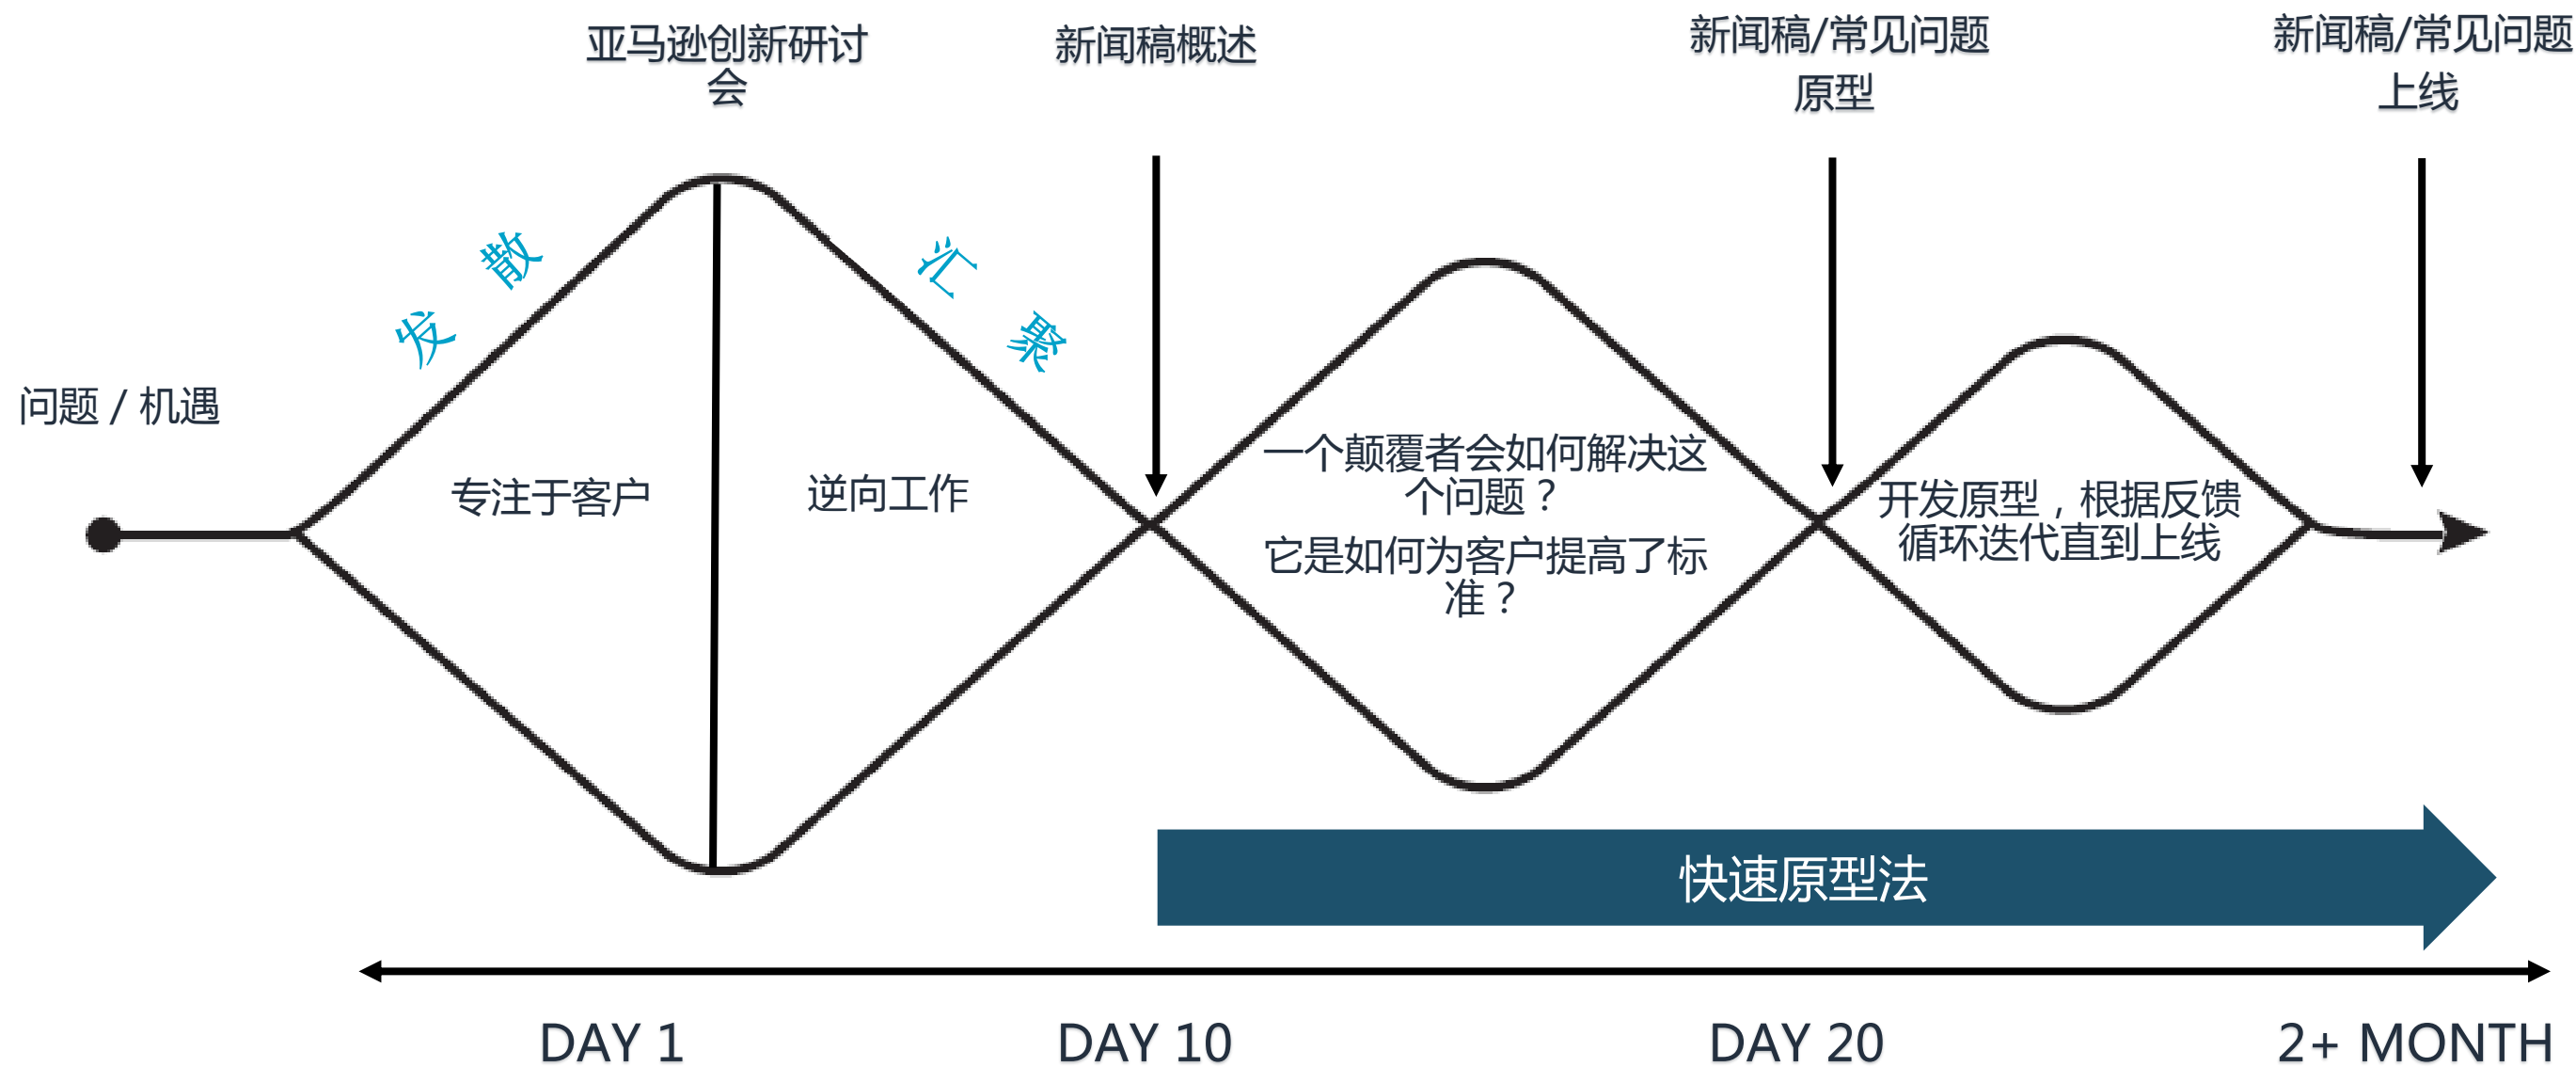 亚马逊创新研讨
会
新闻稿概述
新闻稿/常见问题
原型
新闻稿/常见问题
上线
发散
汇聚
问题 / 机遇
专注于客户
逆向工作
一个颠覆者会如何解决这
个问题？
它是如何为客户提高了标
准？
开发原型，根据反馈
循环迭代直到上线
快速原型法
DAY 1
DAY 10
DAY 20
2+ MONTH